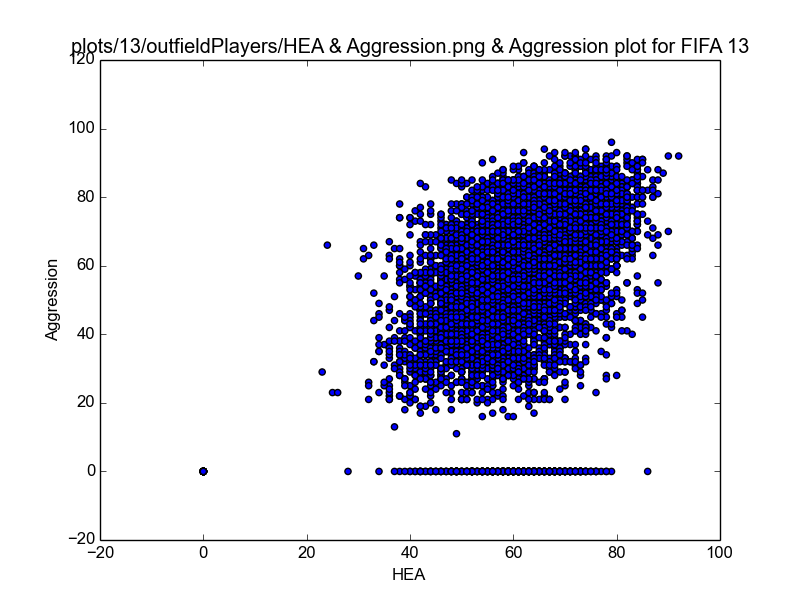 plots/13/outfieldPlayers/HEA & Aggression.png & Aggression plot for FIFA 13
120
100
80
60
40
20
0
−20
Aggression
−20 0 20 40 60 80 100
HEA